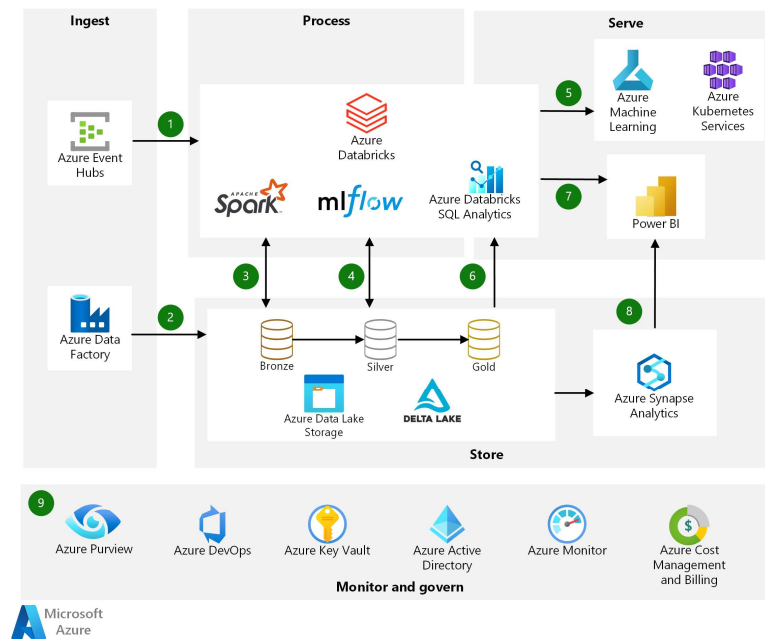 Ingest
Process
Serve
1
Azure Event
Hubs
Azure
Databricks
APACHE
Spark
mlflow
Azure Databricks
SQL Analytics
5
Azure
Machine
Learning
Azure
Kubernetes
Services
7
Power BI
3
4
6
2
Azure Data
Factory
Bronze
Silver
Gold
Azure Data Lake
Storage
DELTA LAKE
8
Azure Synapse
Analytics
Store
9
Azure Purview
Azure DevOps
Azure Key Vault
Azure Active
Directory
Azure Monitor
$
Azure Cost
Management
and Billing
Monitor and govern
Microsoft
Azure